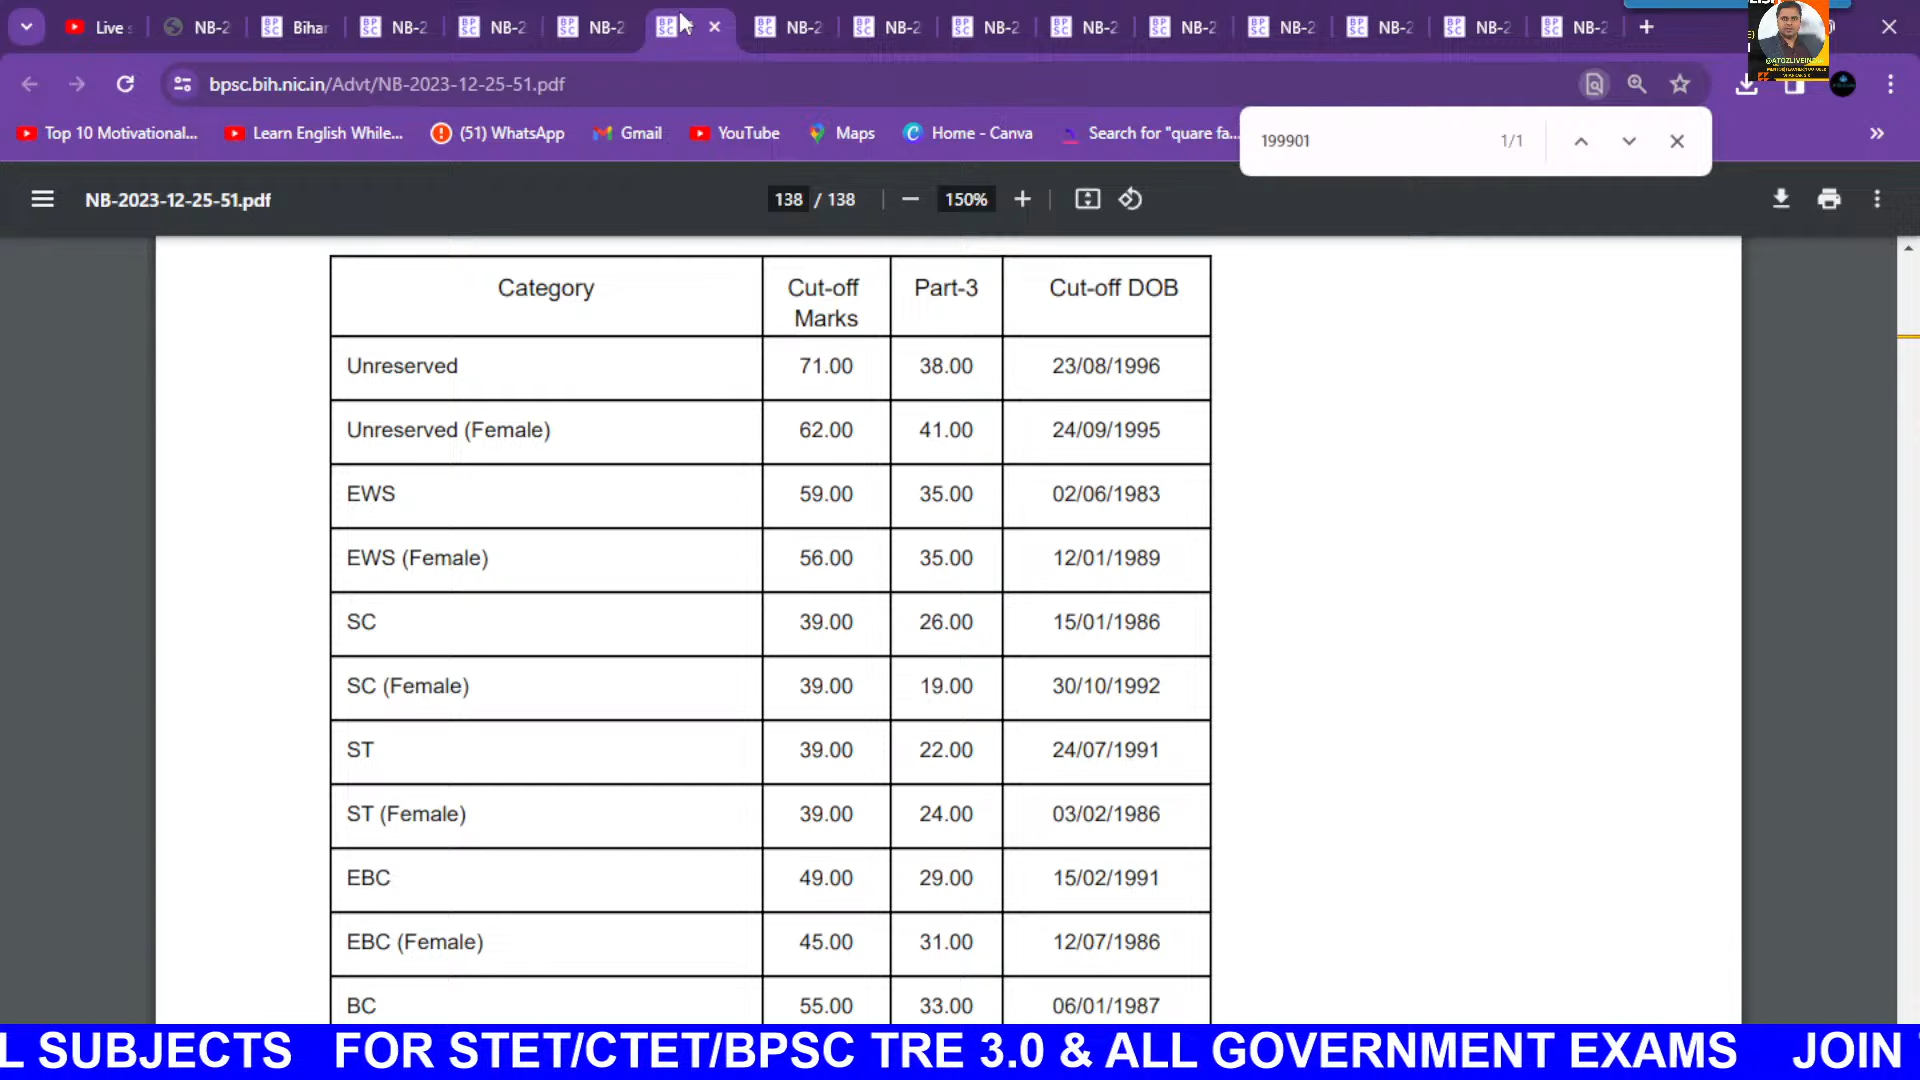 Live
NB-2
Bihar
NB-2
NB-2
NB-2
NB-2
NB-2
NB-2
NB-2
NB-2
NB-2
NB-2
NB-2
NB-2
bpsc.bih.nic.in/Advt/NB-2023-12-25-51.pdf
@ATOZLIVEINDIA
Top 10 Motivational...
Learn English While...
(51) WhatsApp
Gmail
YouTube
Maps
Home - Canva
Search for "quare fa...
199901
1/1
NB-2023-12-25-51.pdf
138 / 138
150%
Category Cut-off Marks Part-3 Cut-off DOB
Unreserved 71.00 38.00 23/08/1996
Unreserved (Female) 62.00 41.00 24/09/1995
EWS 59.00 35.00 02/06/1983
EWS (Female) 56.00 35.00 12/01/1989
SC 39.00 26.00 15/01/1986
SC (Female) 39.00 19.00 30/10/1992
ST 39.00 22.00 24/07/1991
ST (Female) 39.00 24.00 03/02/1986
EBC 49.00 29.00 15/02/1991
EBC (Female) 45.00 31.00 12/07/1986
BC 55.00 33.00 06/01/1987
L SUBJECTS FOR STET/CTET/BPSC TRE 3.0 & ALL GOVERNMENT EXAMS JOIN